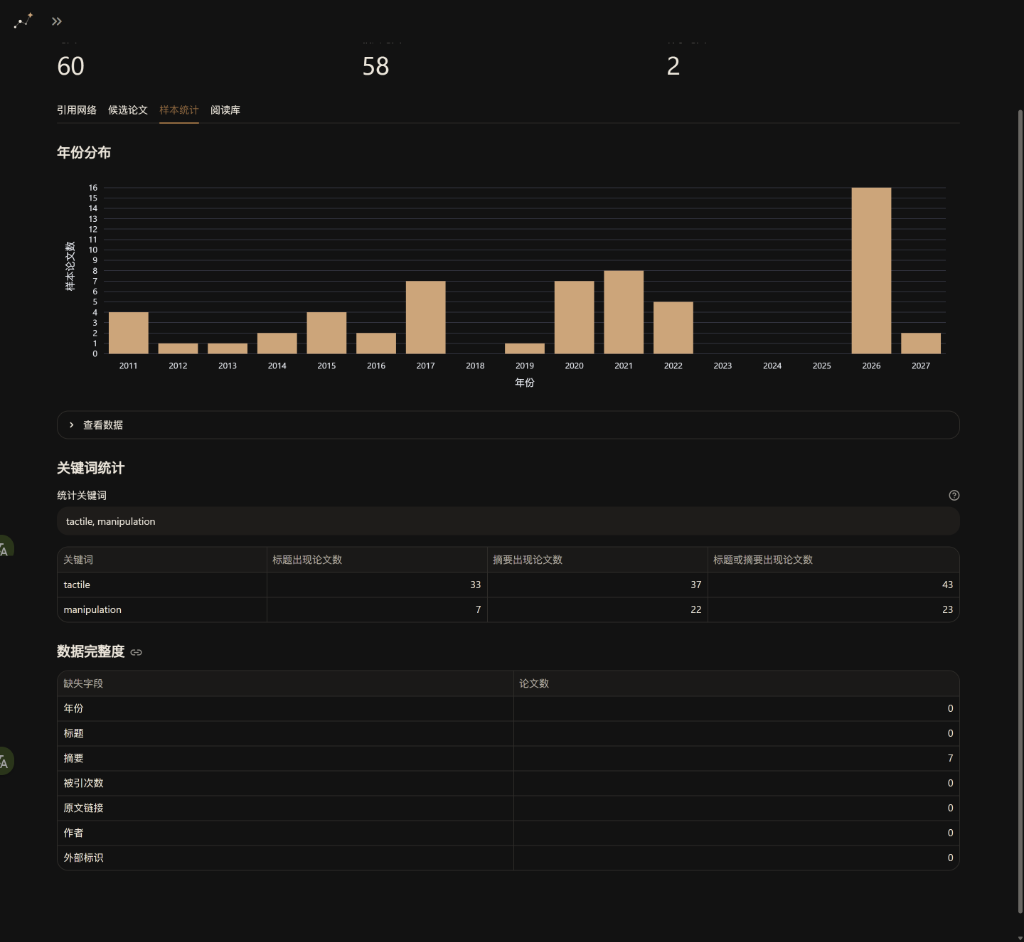 60 58 2
引用网络 候选论文 样本统计 阅读库
年份分布
16
15
14
13
12
11
10
9
8
7
6
5
4
3
2
1
0
样本论文数
2011 2012 2013 2014 2015 2016 2017 2018 2019 2020 2021 2022 2023 2024 2025 2026 2027
年份
查看数据
关键词统计
统计关键词
tactile, manipulation
关键词 标题出现论文数 摘要出现论文数 标题或摘要出现论文数
tactile 33 37 43
manipulation 7 22 23
数据完整度
缺失字段 论文数
年份 0
标题 0
摘要 7
被引次数 0
原文链接 0
作者 0
外部标识 0